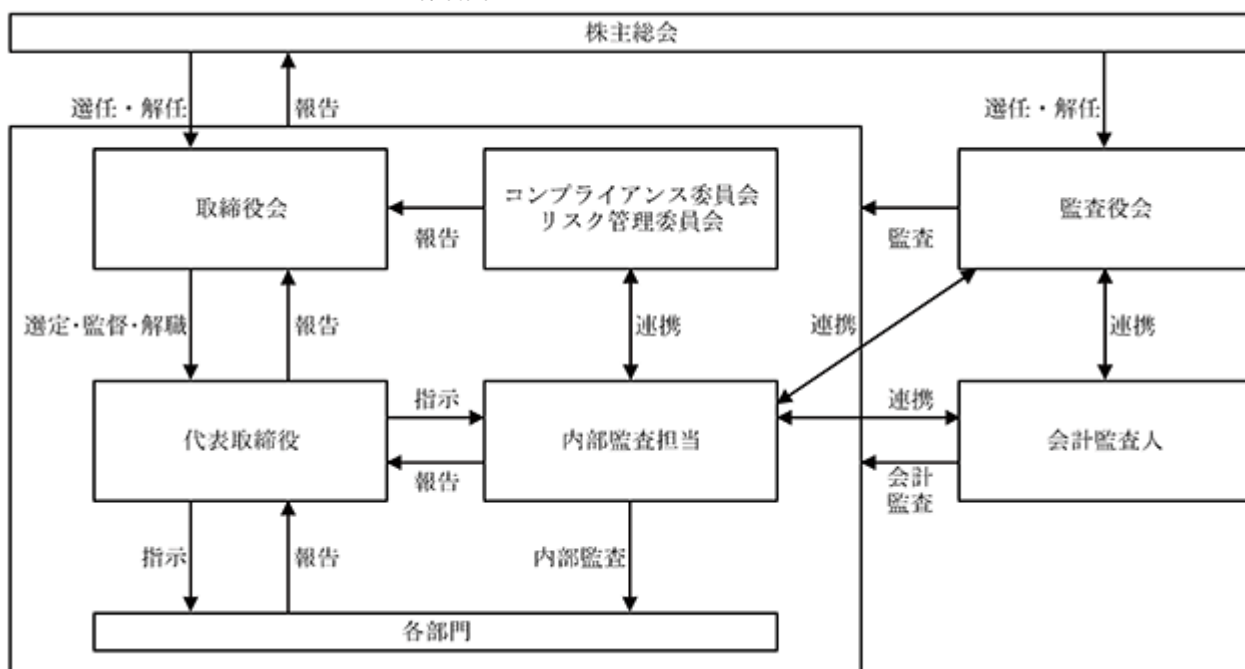 株主総会
選任・解任
報告
選任・解任
取締役会
コンプライアンス委員会
リスク管理委員会
監査役会
報告
監査
選定・監督・解職
報告
連携
連携
連携
代表取締役
指示
報告
内部監査担当
連携
会計
監査
会計監査人
指示
報告
内部監査
各部門